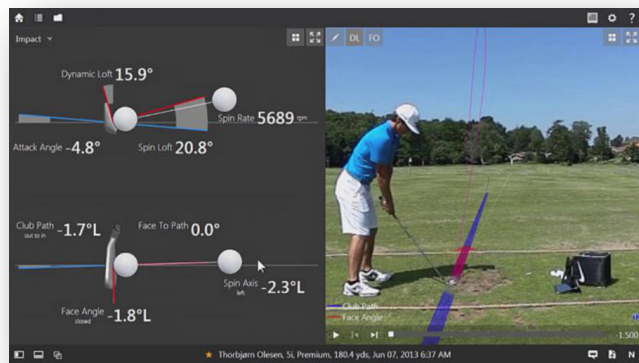 Impact
DL FO
Dynamic Loft 15.9°
Spin Rate 5689 rpm
Attack Angle -4.8°
Spin Loft 20.8°
Club Path -1.7°L
out to in
Face To Path 0.0°
Spin Axis -2.3°L
left
Face Angle -1.8°L
closed
Club Path
Face Angle
-1.500
Thorbjørn Olesen, 5i, Premium, 180.4 yds, Jun 07, 2013 6:37 AM